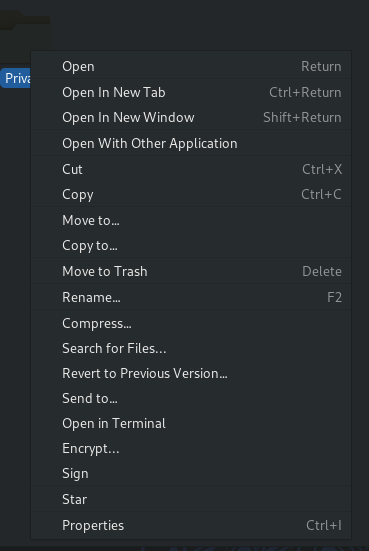 Priva
Open Return
Open In New Tab Ctrl+Return
Open In New Window Shift+Return
Open With Other Application
Cut Ctrl+X
Copy Ctrl+C
Move to…
Copy to…
Move to Trash Delete
Rename… F2
Compress…
Search for Files…
Revert to Previous Version…
Send to…
Open in Terminal
Encrypt…
Sign
Star
Properties Ctrl+I